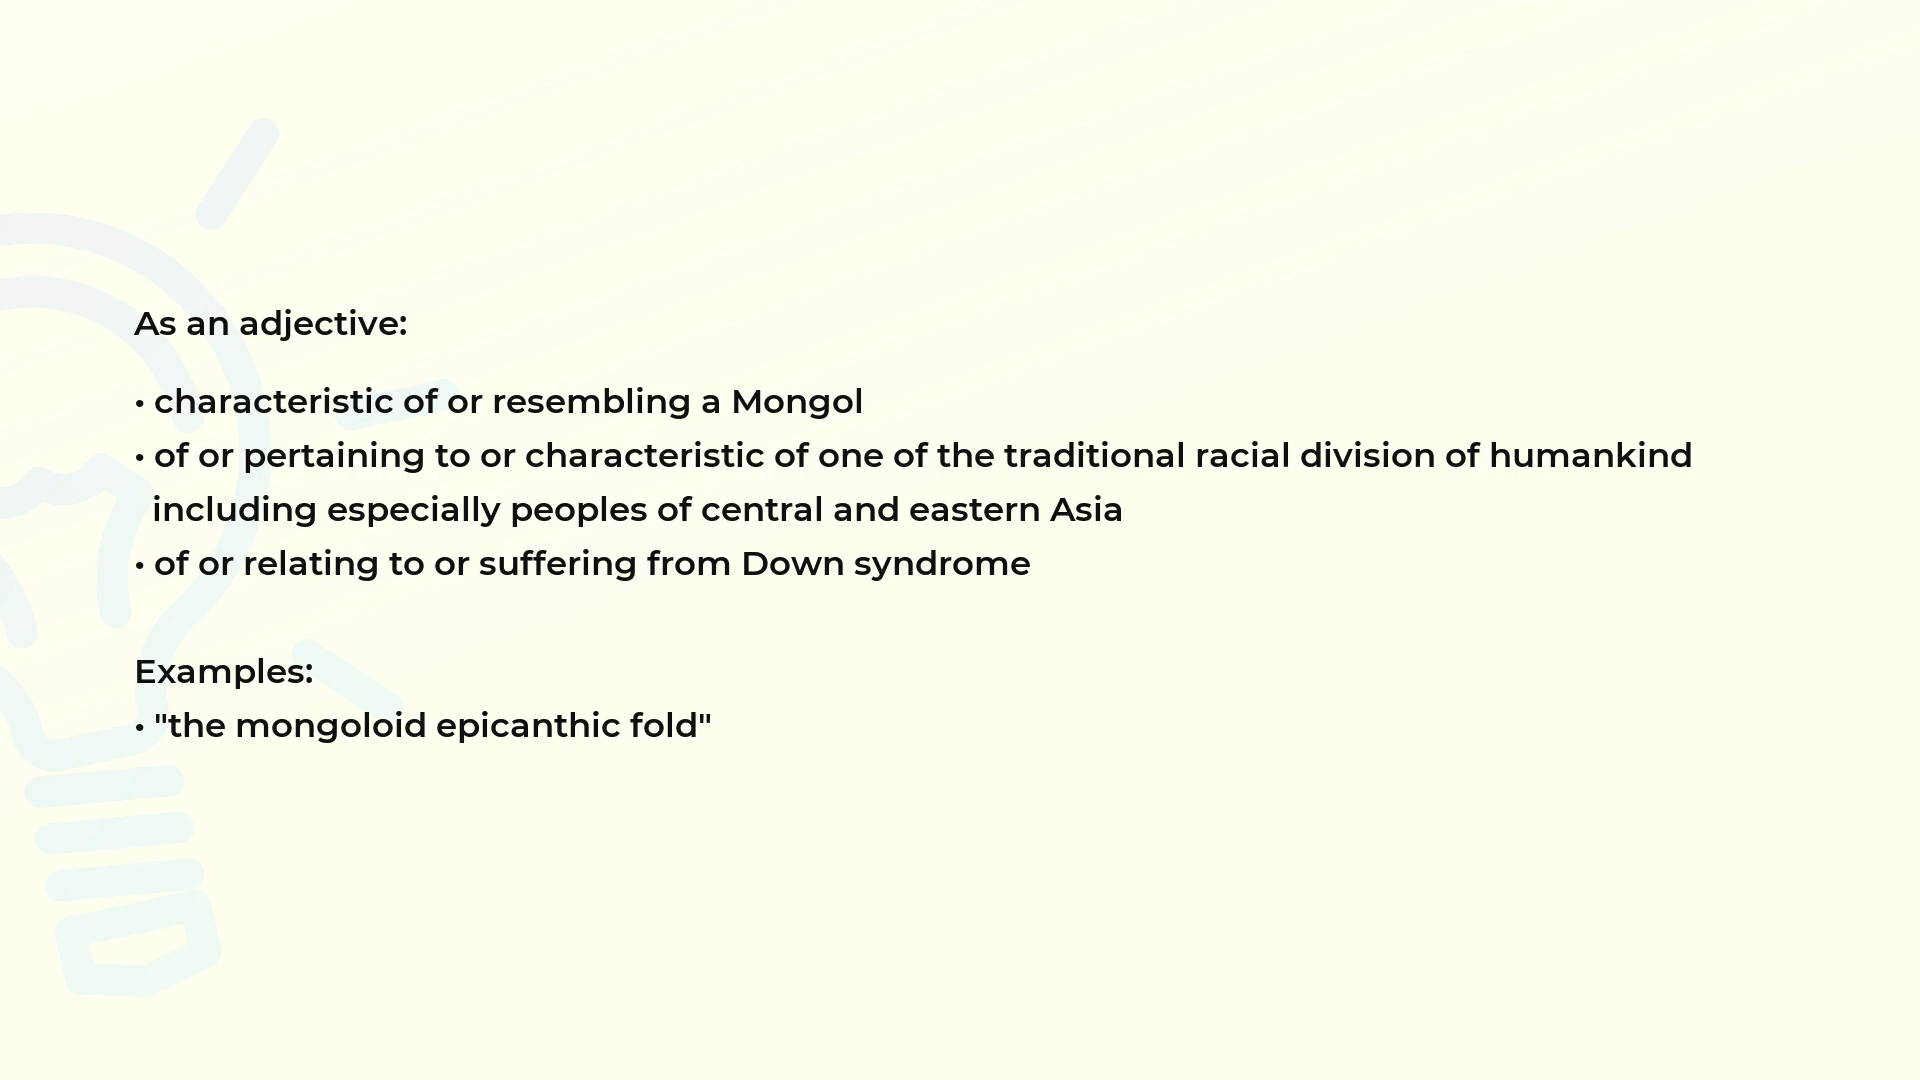 As an adjective:
• characteristic of or resembling a Mongol
• of or pertaining to or characteristic of one of the traditional racial division of humankind
including especially peoples of central and eastern Asia
• of or relating to or suffering from Down syndrome
Examples:
• "the mongoloid epicanthic fold"